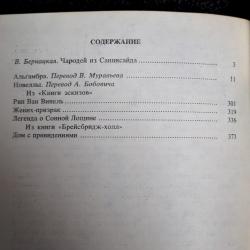 СОДЕРЖАНИЕ
В. Бернацкая. Чародей из Саннисайда 3
Альгамбра. Перевод В. Муравьева 11
Новеллы. Перевод А. Бобовича
Из «Книги эскизов»
Рип Ван Винкль 301
Жених-призрак 319
Легенда о Сонной Лощине 336
Из книги «Брейсбридж-холл»
Дом с привидениями 373